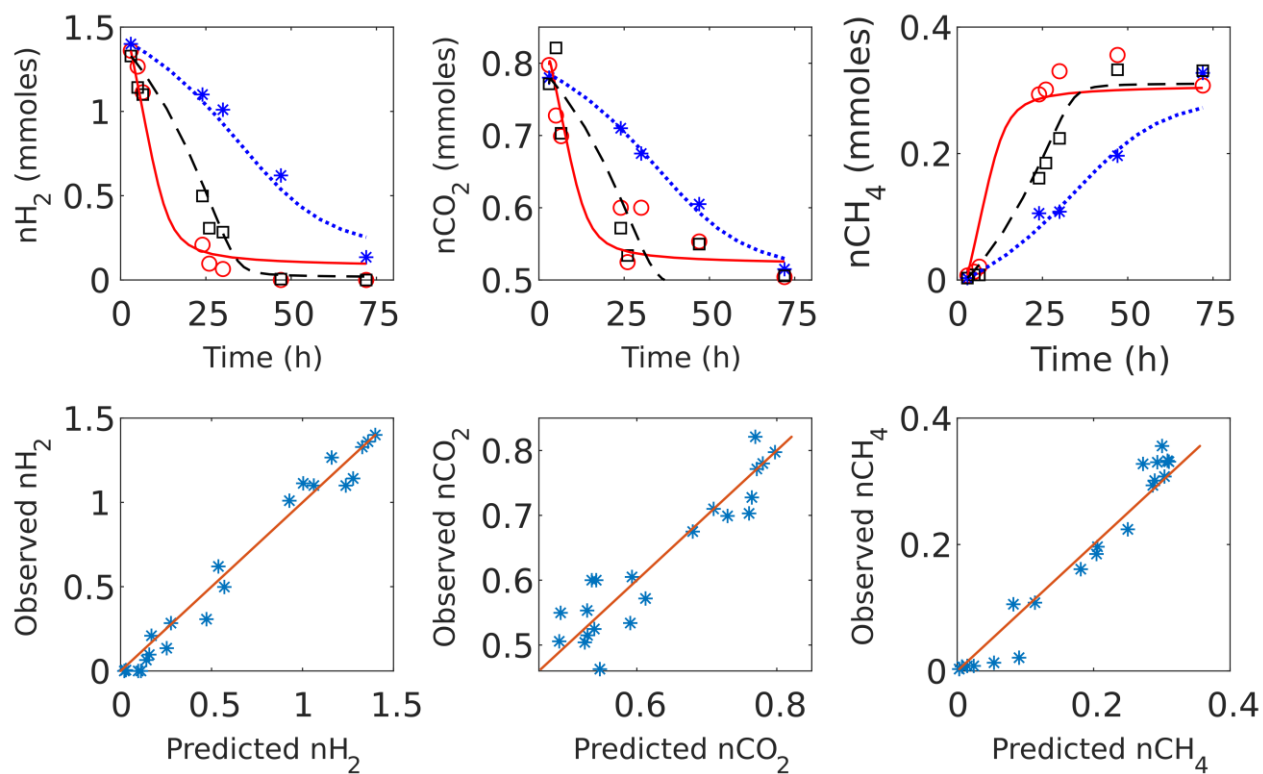 nH2 (mmoles)
1.5
1
0.5
0
0 25 50 75
Time (h)
nCO2 (mmoles)
0.8
0.7
0.6
0.5
0 25 50 75
Time (h)
nCH4 (mmoles)
0.4
0.2
0
0 25 50 75
Time (h)
Observed nH2
1.5
1
0.5
0
0 0.5 1 1.5
Predicted nH2
Observed nCO2
0.8
0.7
0.6
0.5
0.6 0.8
Predicted nCO2
Observed nCH4
0.4
0.2
0
0 0.2 0.4
Predicted nCH4